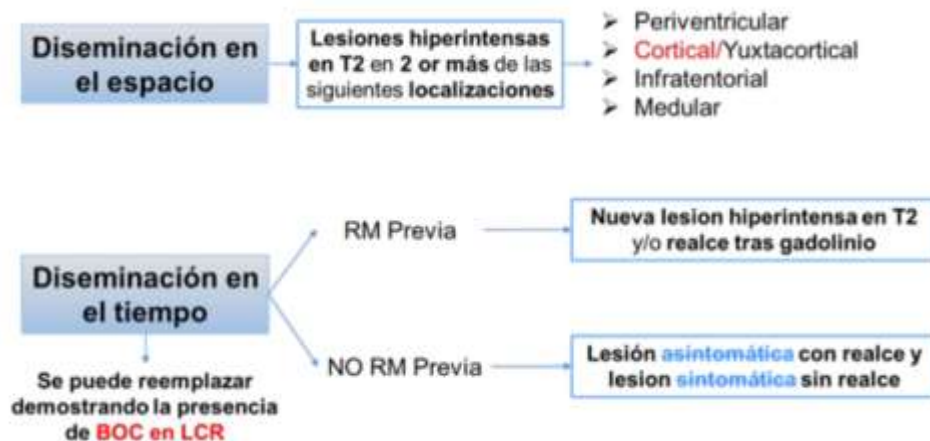 Diseminación en
el espacio
Lesiones hiperintensas
en T2 en 2 or más de las
siguientes localizaciones
➢ Periventricular
➢ Cortical/Yuxtacortical
➢ Infratentorial
➢ Medular
Diseminación en
el tiempo
Se puede reemplazar
demostrando la presencia
de BOC en LCR
RM Previa
Nueva lesion hiperintensa en T2
y/o realce tras gadolinio
NO RM Previa
Lesión asintomática con realce y
lesion sintomática sin realce